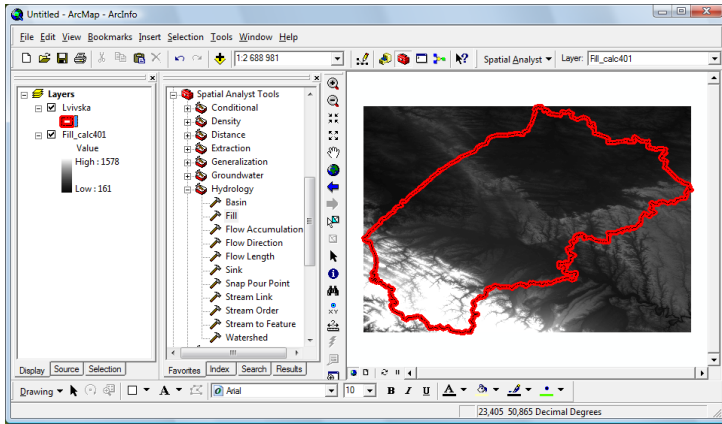 Untitled - ArcMap - ArcInfo
File Edit View Bookmarks Insert Selection Tools Window Help
1:2 688 981
Spatial Analyst
Layer:
Fill_calc401
Layers
Lvivska
Fill_calc401
Value
High : 1578
Low : 161
Display Source Selection
Spatial Analyst Tools
Conditional
Density
Distance
Extraction
Generalization
Groundwater
Hydrology
Basin
Fill
Flow Accumulation
Flow Direction
Flow Length
Sink
Snap Pour Point
Stream Link
Stream Order
Stream to Feature
Watershed
Favorites Index Search Results
Drawing
A
Arial
10
B I U A
23,405 50,865 Decimal Degrees